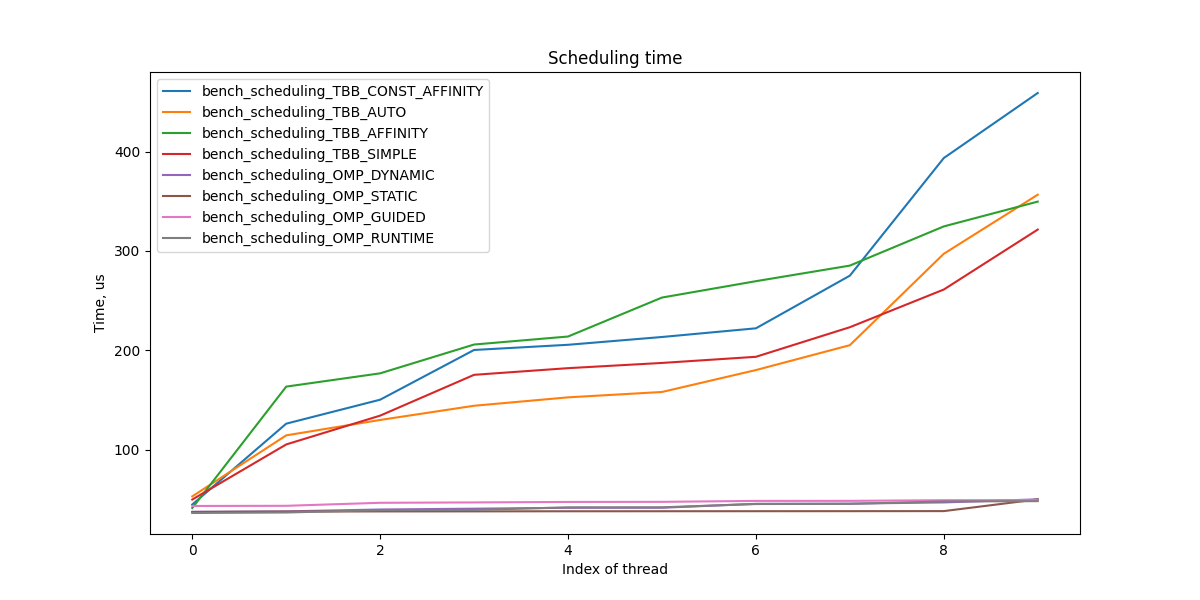 Scheduling time
bench_scheduling_TBB_CONST_AFFINITY
bench_scheduling_TBB_AUTO
bench_scheduling_TBB_AFFINITY
bench_scheduling_TBB_SIMPLE
bench_scheduling_OMP_DYNAMIC
bench_scheduling_OMP_STATIC
bench_scheduling_OMP_GUIDED
bench_scheduling_OMP_RUNTIME
Time, us
400
300
200
100
0 2 4 6 8
Index of thread